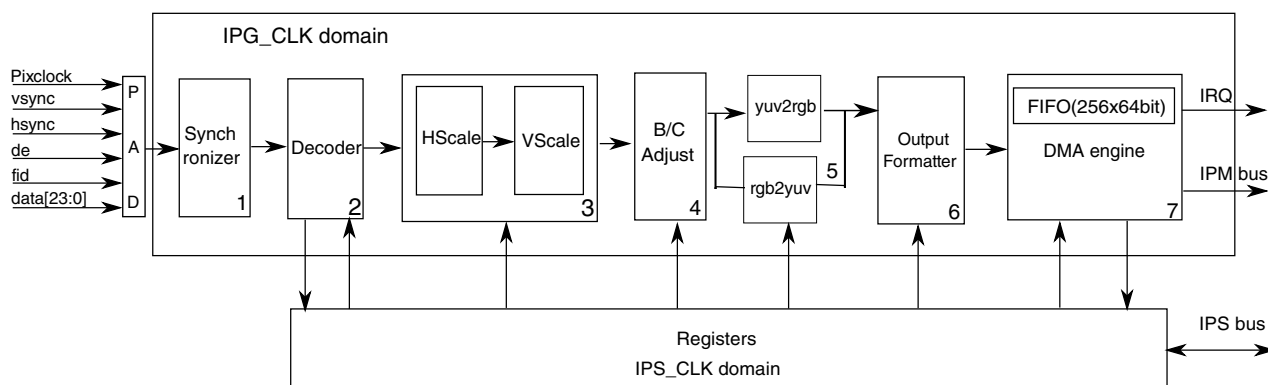 IPG_CLK domain
Pixclock
vsync
hsync
de
fid
data[23:0]
P
A
D
Synch
ronizer
1
Decoder
2
HScale
VScale
3
B/C
Adjust
4
yuv2rgb
rgb2yuv
5
Output
Formatter
6
FIFO(256x64bit)
DMA engine
7
IRQ
IPM bus
Registers
IPS_CLK domain
IPS bus